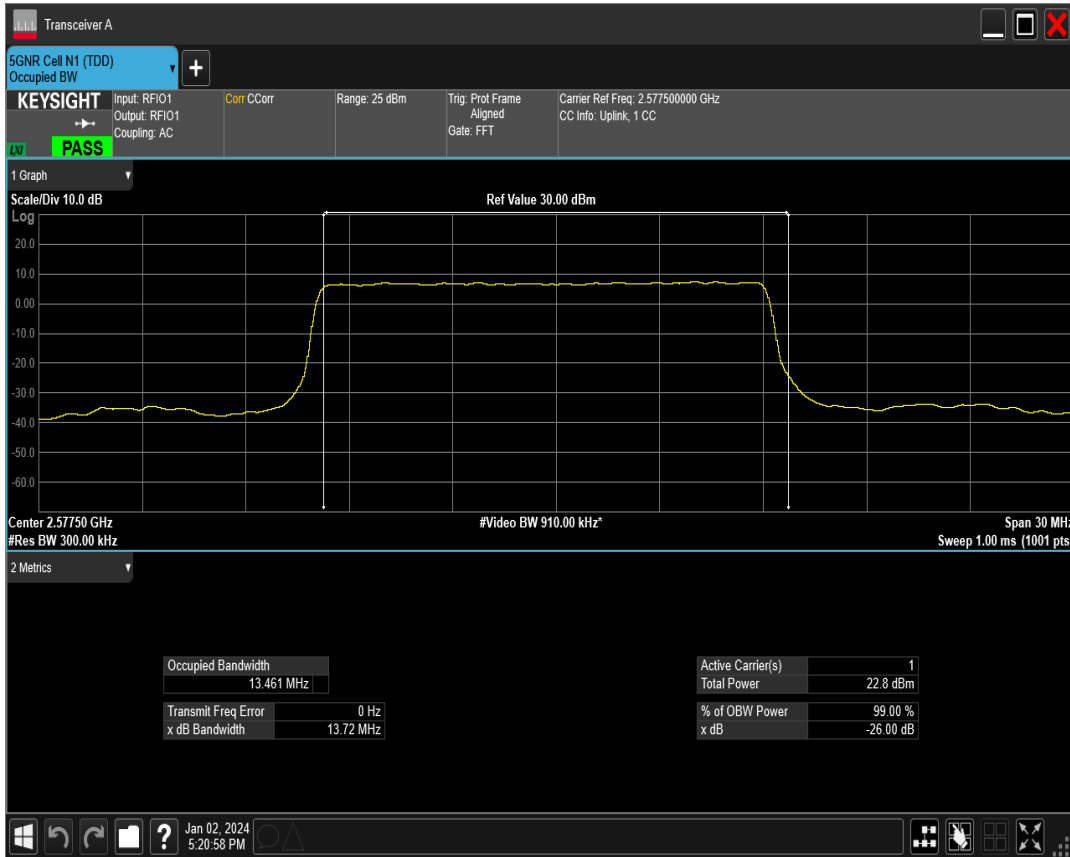 Transceiver A
5GNR Cell N1 (TDD)
Occupied BW
+
KEYSIGHT
LXI
PASS
Input: RFIO1
Output: RFIO1
Coupling: AC
Corr CCorr
Range: 25 dBm
Trig: Prot Frame
Aligned
Gate: FFT
Carrier Ref Freq: 2.577500000 GHz
CC Info: Uplink, 1 CC
1 Graph
Scale/Div 10.0 dB
Ref Value 30.00 dBm
Log
20.0
10.0
0.00
-10.0
-20.0
-30.0
-40.0
-50.0
-60.0
Center 2.57750 GHz
#Video BW 910.00 kHz*
Span 30 MHz
#Res BW 300.00 kHz
Sweep 1.00 ms (1001 pts
2 Metrics
Occupied Bandwidth
13.461 MHz
Transmit Freq Error 0 Hz
x dB Bandwidth 13.72 MHz
Active Carrier(s) 1
Total Power 22.8 dBm
% of OBW Power 99.00 %
x dB -26.00 dB
?
Jan 02, 2024
5:20:58 PM